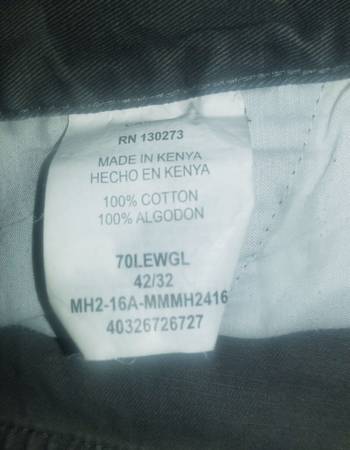 RN 130273
MADE IN KENYA
HECHO EN KENYA
100% COTTON
100% ALGODON
70LEWGL
42/32
MH2-16A-MMMH2416
40326726727